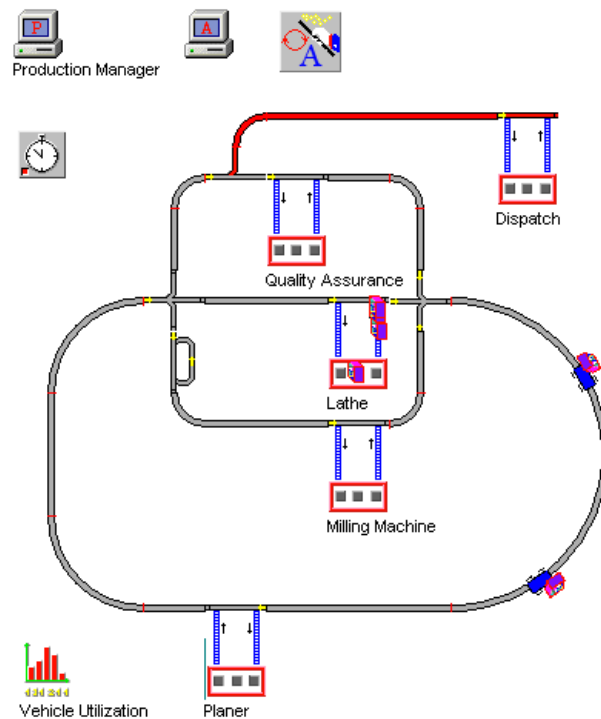 P
A
A
Production Manager
Dispatch
Quality Assurance
Lathe
Milling Machine
Vehicle Utilization
Planer